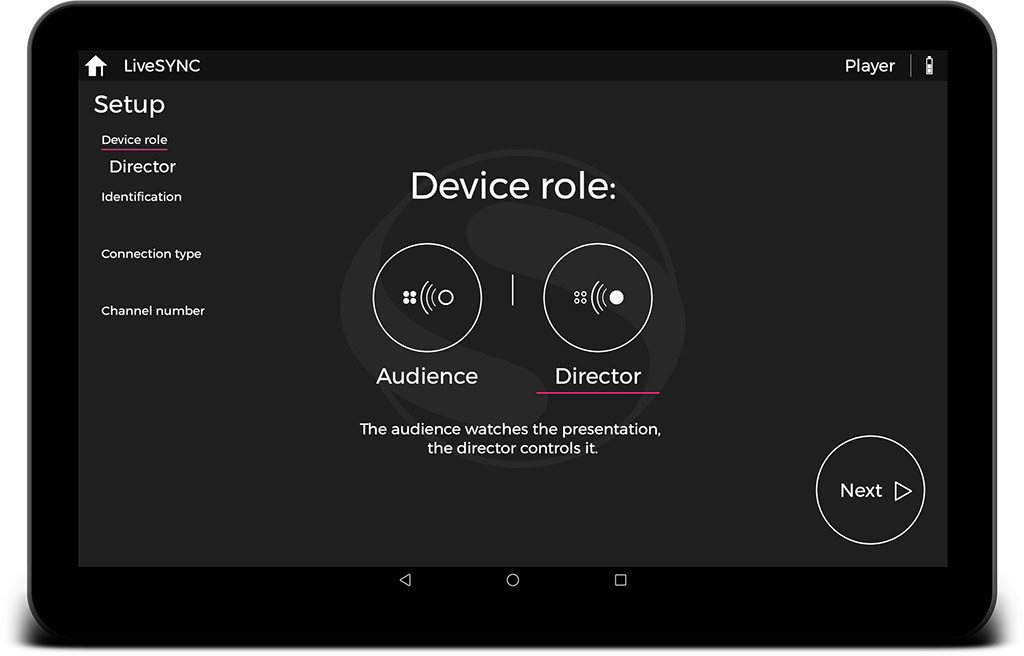 LiveSYNC
Player
Setup
Device role
Director
Identification
Connection type
Channel number
Device role:
Audience
Director
The audience watches the presentation,
the director controls it.
Next